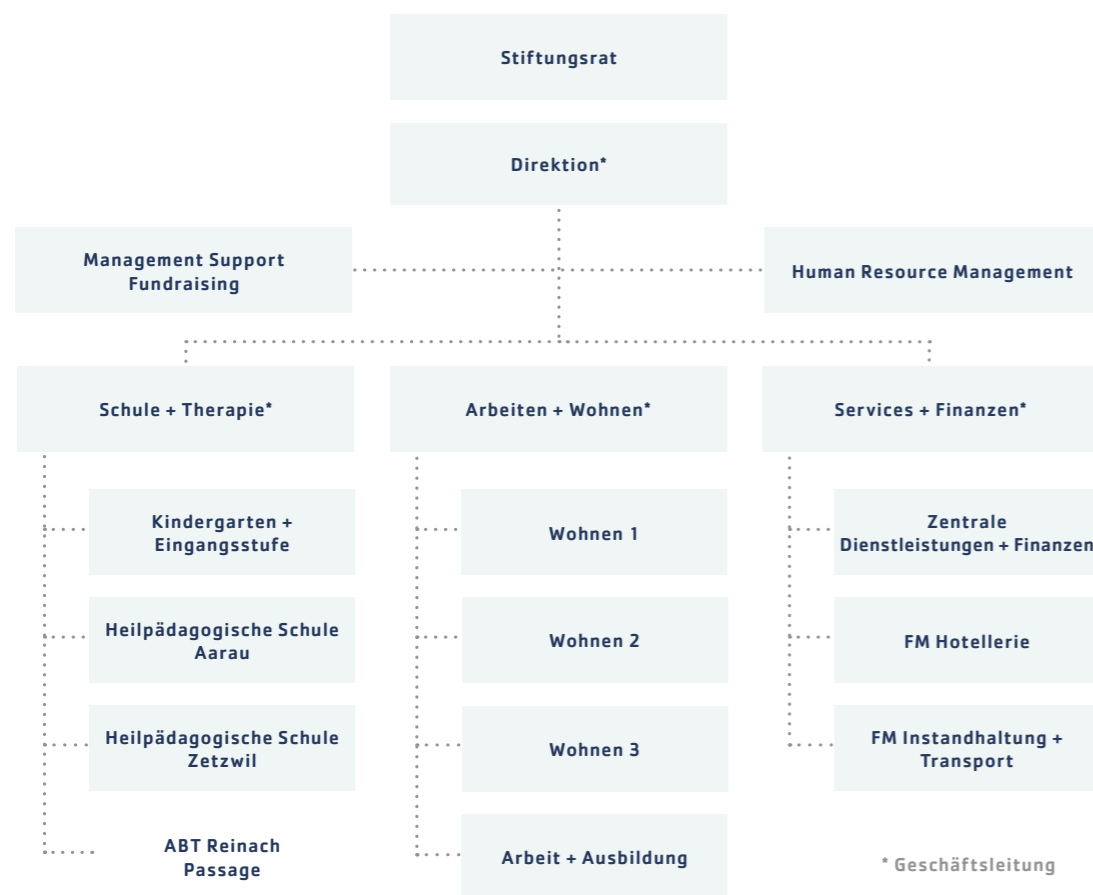 Stiftungsrat
Direktion*
Management Support
Fundraising
Human Resource Management
Schule + Therapie*
Arbeiten + Wohnen*
Services + Finanzen*
Kindergarten +
Eingangsstufe
Wohnen 1
Zentrale
Dienstleistungen + Finanzen
Heilpädagogische Schule
Aarau
Wohnen 2
FM Hotellerie
Heilpädagogische Schule
Zetzwil
Wohnen 3
FM Instandhaltung +
Transport
ABT Reinach
Passage
Arbeit + Ausbildung
* Geschäftsleitung